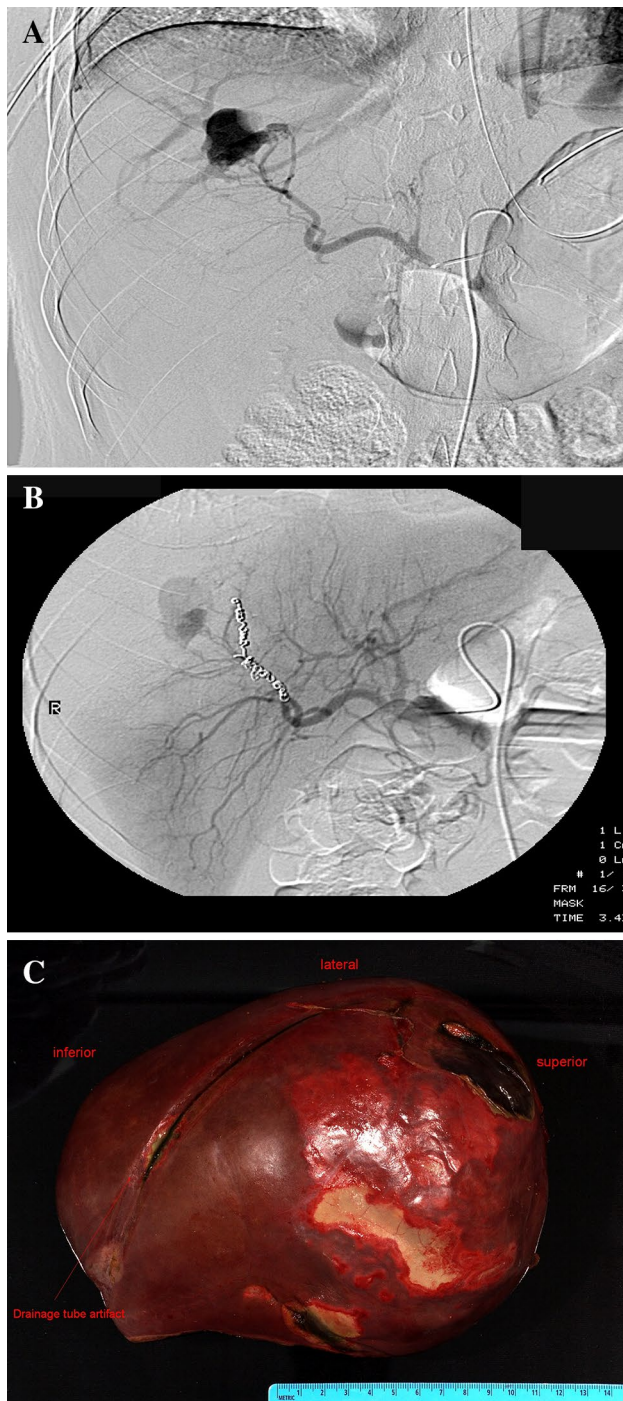 A
B
R
1 L
1 C
0 L
# 1/
FRM 16/
MASK
TIME 3.4
C
lateral
inferior
superior
Drainage tube artifact
METRIC 1 2 3 4 5 6 7 8 9 10 11 12 13 14